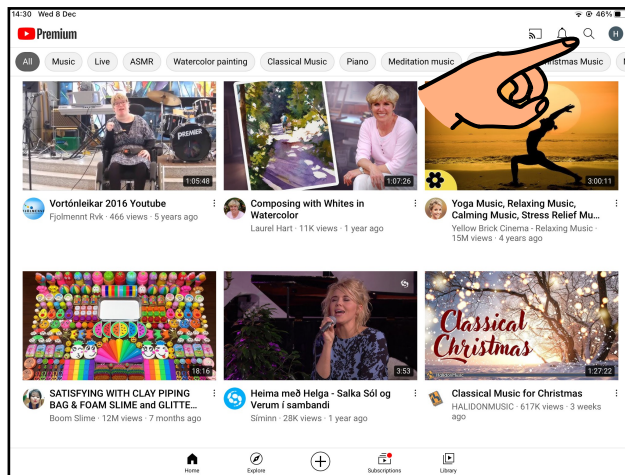 14:30 Wed 8 Dec
46%
Premium
H
All
Music
Live
ASMR
Watercolor painting
Classical Music
Piano
Meditation music
Christmas Music
PREMIER
1:05:48
1:07:26
3:00:11
Vortónleikar 2016 Youtube
Fjolmennt Rvk · 466 views · 5 years ago
Composing with Whites in
Watercolor
Laurel Hart · 11K views · 1 year ago
Yoga Music, Relaxing Music,
Calming Music, Stress Relief Mu...
Yellow Brick Cinema - Relaxing Music ·
15M views · 4 years ago
18:16
3:53
Classical
Christmas
HalidonMusic
1:27:22
SATISFYING WITH CLAY PIPING
BAG & FOAM SLIME and GLITTE...
Boom Slime · 12M views · 7 months ago
Heima með Helga - Salka Sól og
Verum í sambandi
Síminn · 28K views · 1 year ago
Classical Music for Christmas
HALIDONMUSIC · 617K views · 3 weeks
ago
Home
Explore
Subscriptions
Library